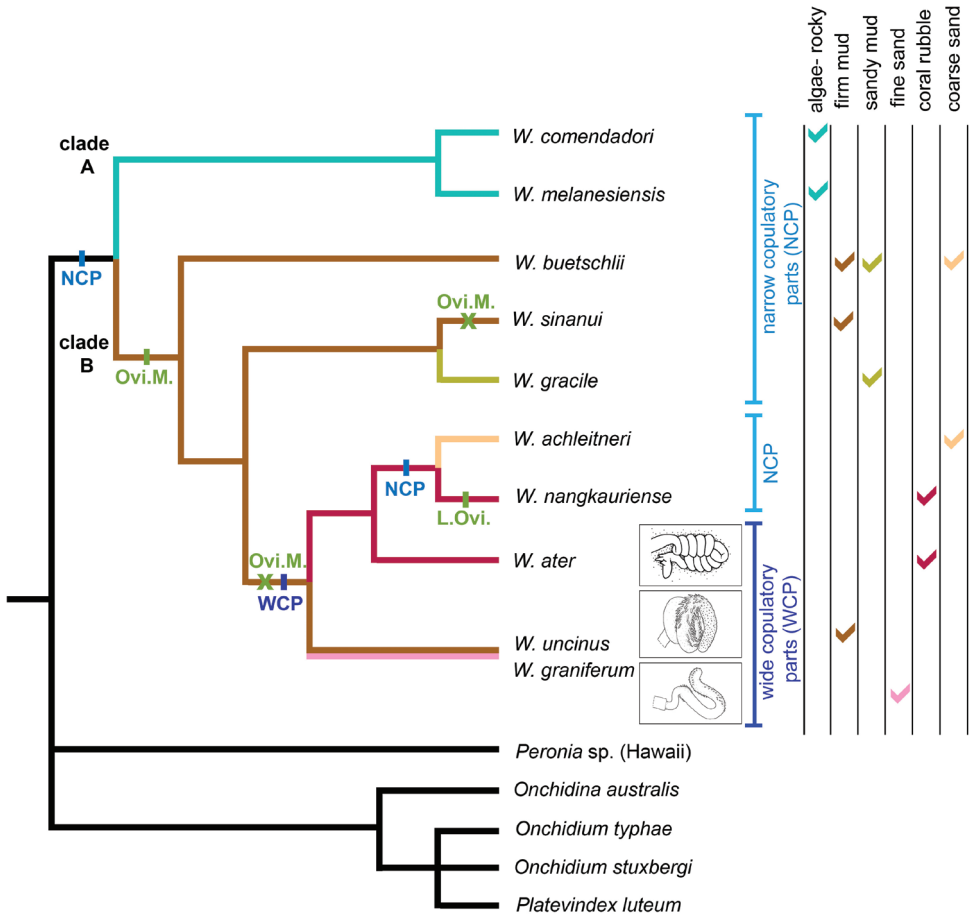 algae- rocky
firm mud
sandy mud
fine sand
coral rubble
coarse sand
clade
A
W. comendadori
W. melanesiensis
NCP
W. buetschlii
narrow copulatory
parts (NCP)
Ovi.M.
W. sinanui
clade
B
Ovi.M.
W. gracile
W. achleitneri
NCP
NCP
W. nangkauriense
L.Ovi.
Ovi.M.
W. ater
WCP
wide copulatory
parts (WCP)
W. uncinus
W. graniferum
Peronia sp. (Hawaii)
Onchidina australis
Onchidium typhae
Onchidium stuxbergi
Platevindex luteum